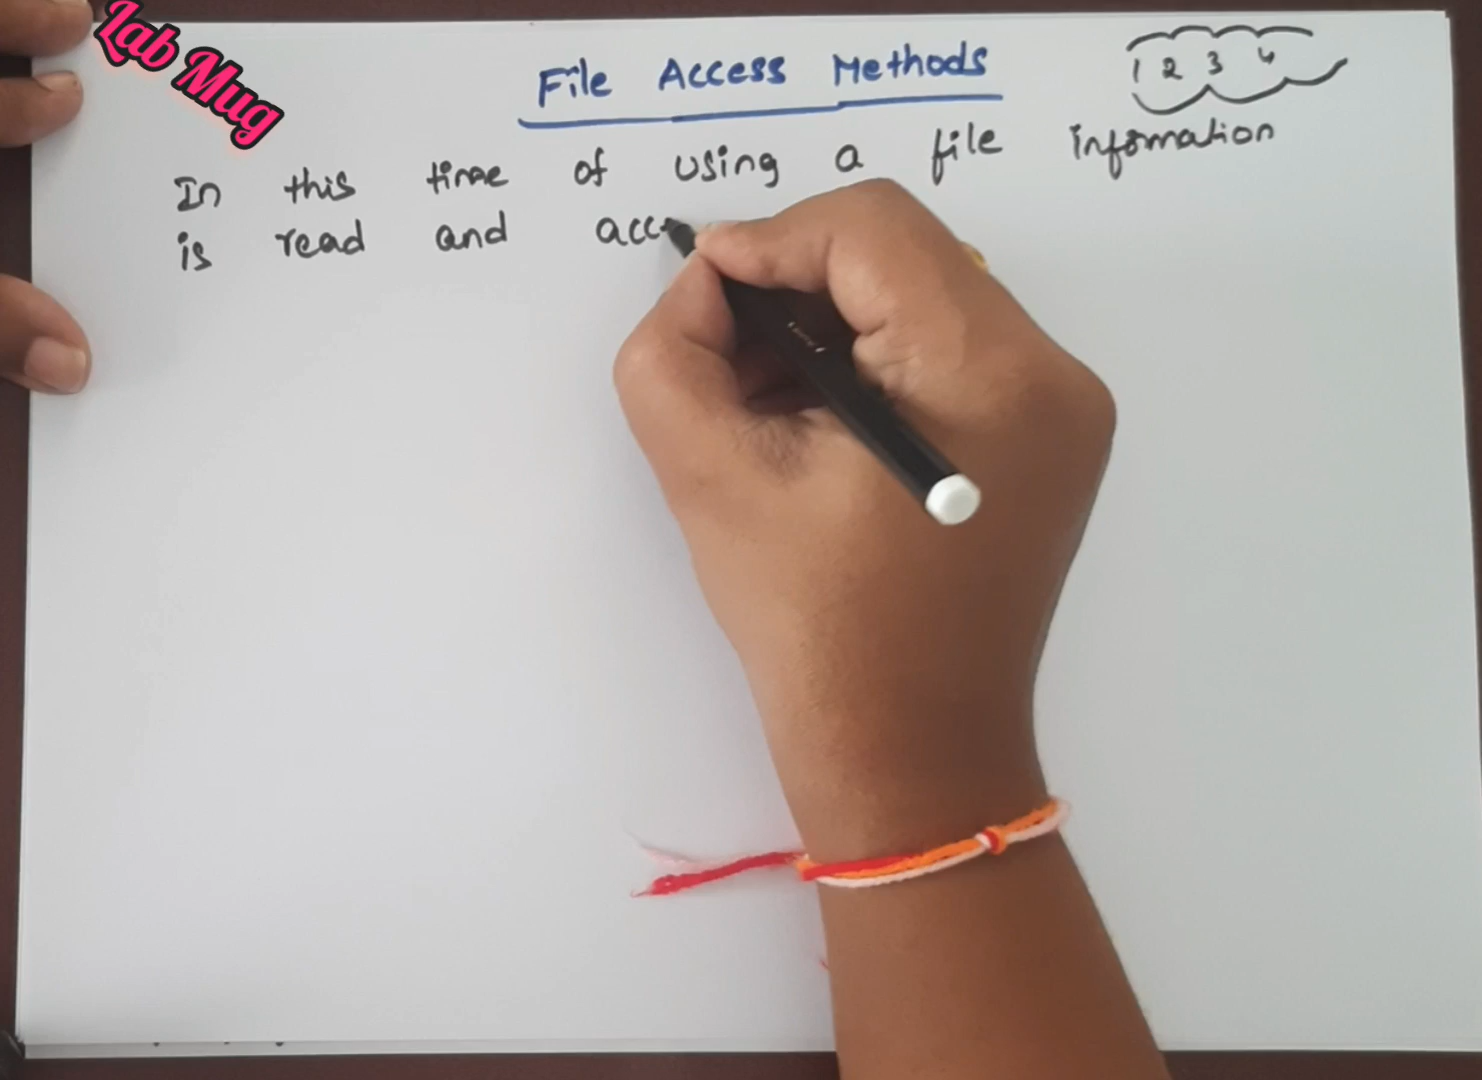 Lab Mug
File Access Methods
1 2 3 4
In this time of using a file information
is read and acce